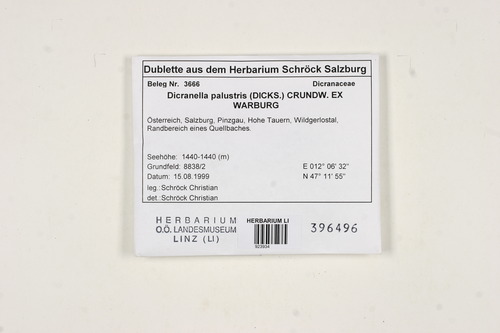 Dublette aus dem Herbarium Schröck Salzburg
Beleg Nr. 3666 Dicranaceae
Dicranella palustris (DICKS.) CRUNDW. EX
WARBURG
Österreich, Salzburg, Pinzgau, Hohe Tauern, Wildgerlostal,
Randbereich eines Quellbaches.
Seehöhe: 1440-1440 (m)
Grundfeld: 8838/2 E 012° 06' 32"
Datum: 15.08.1999 N 47° 11' 55"
leg.:Schröck Christian
det.:Schröck Christian
HERBARIUM
O.Ö. LANDESMUSEUM
LINZ (LI)
HERBARIUM LI
923934
396496